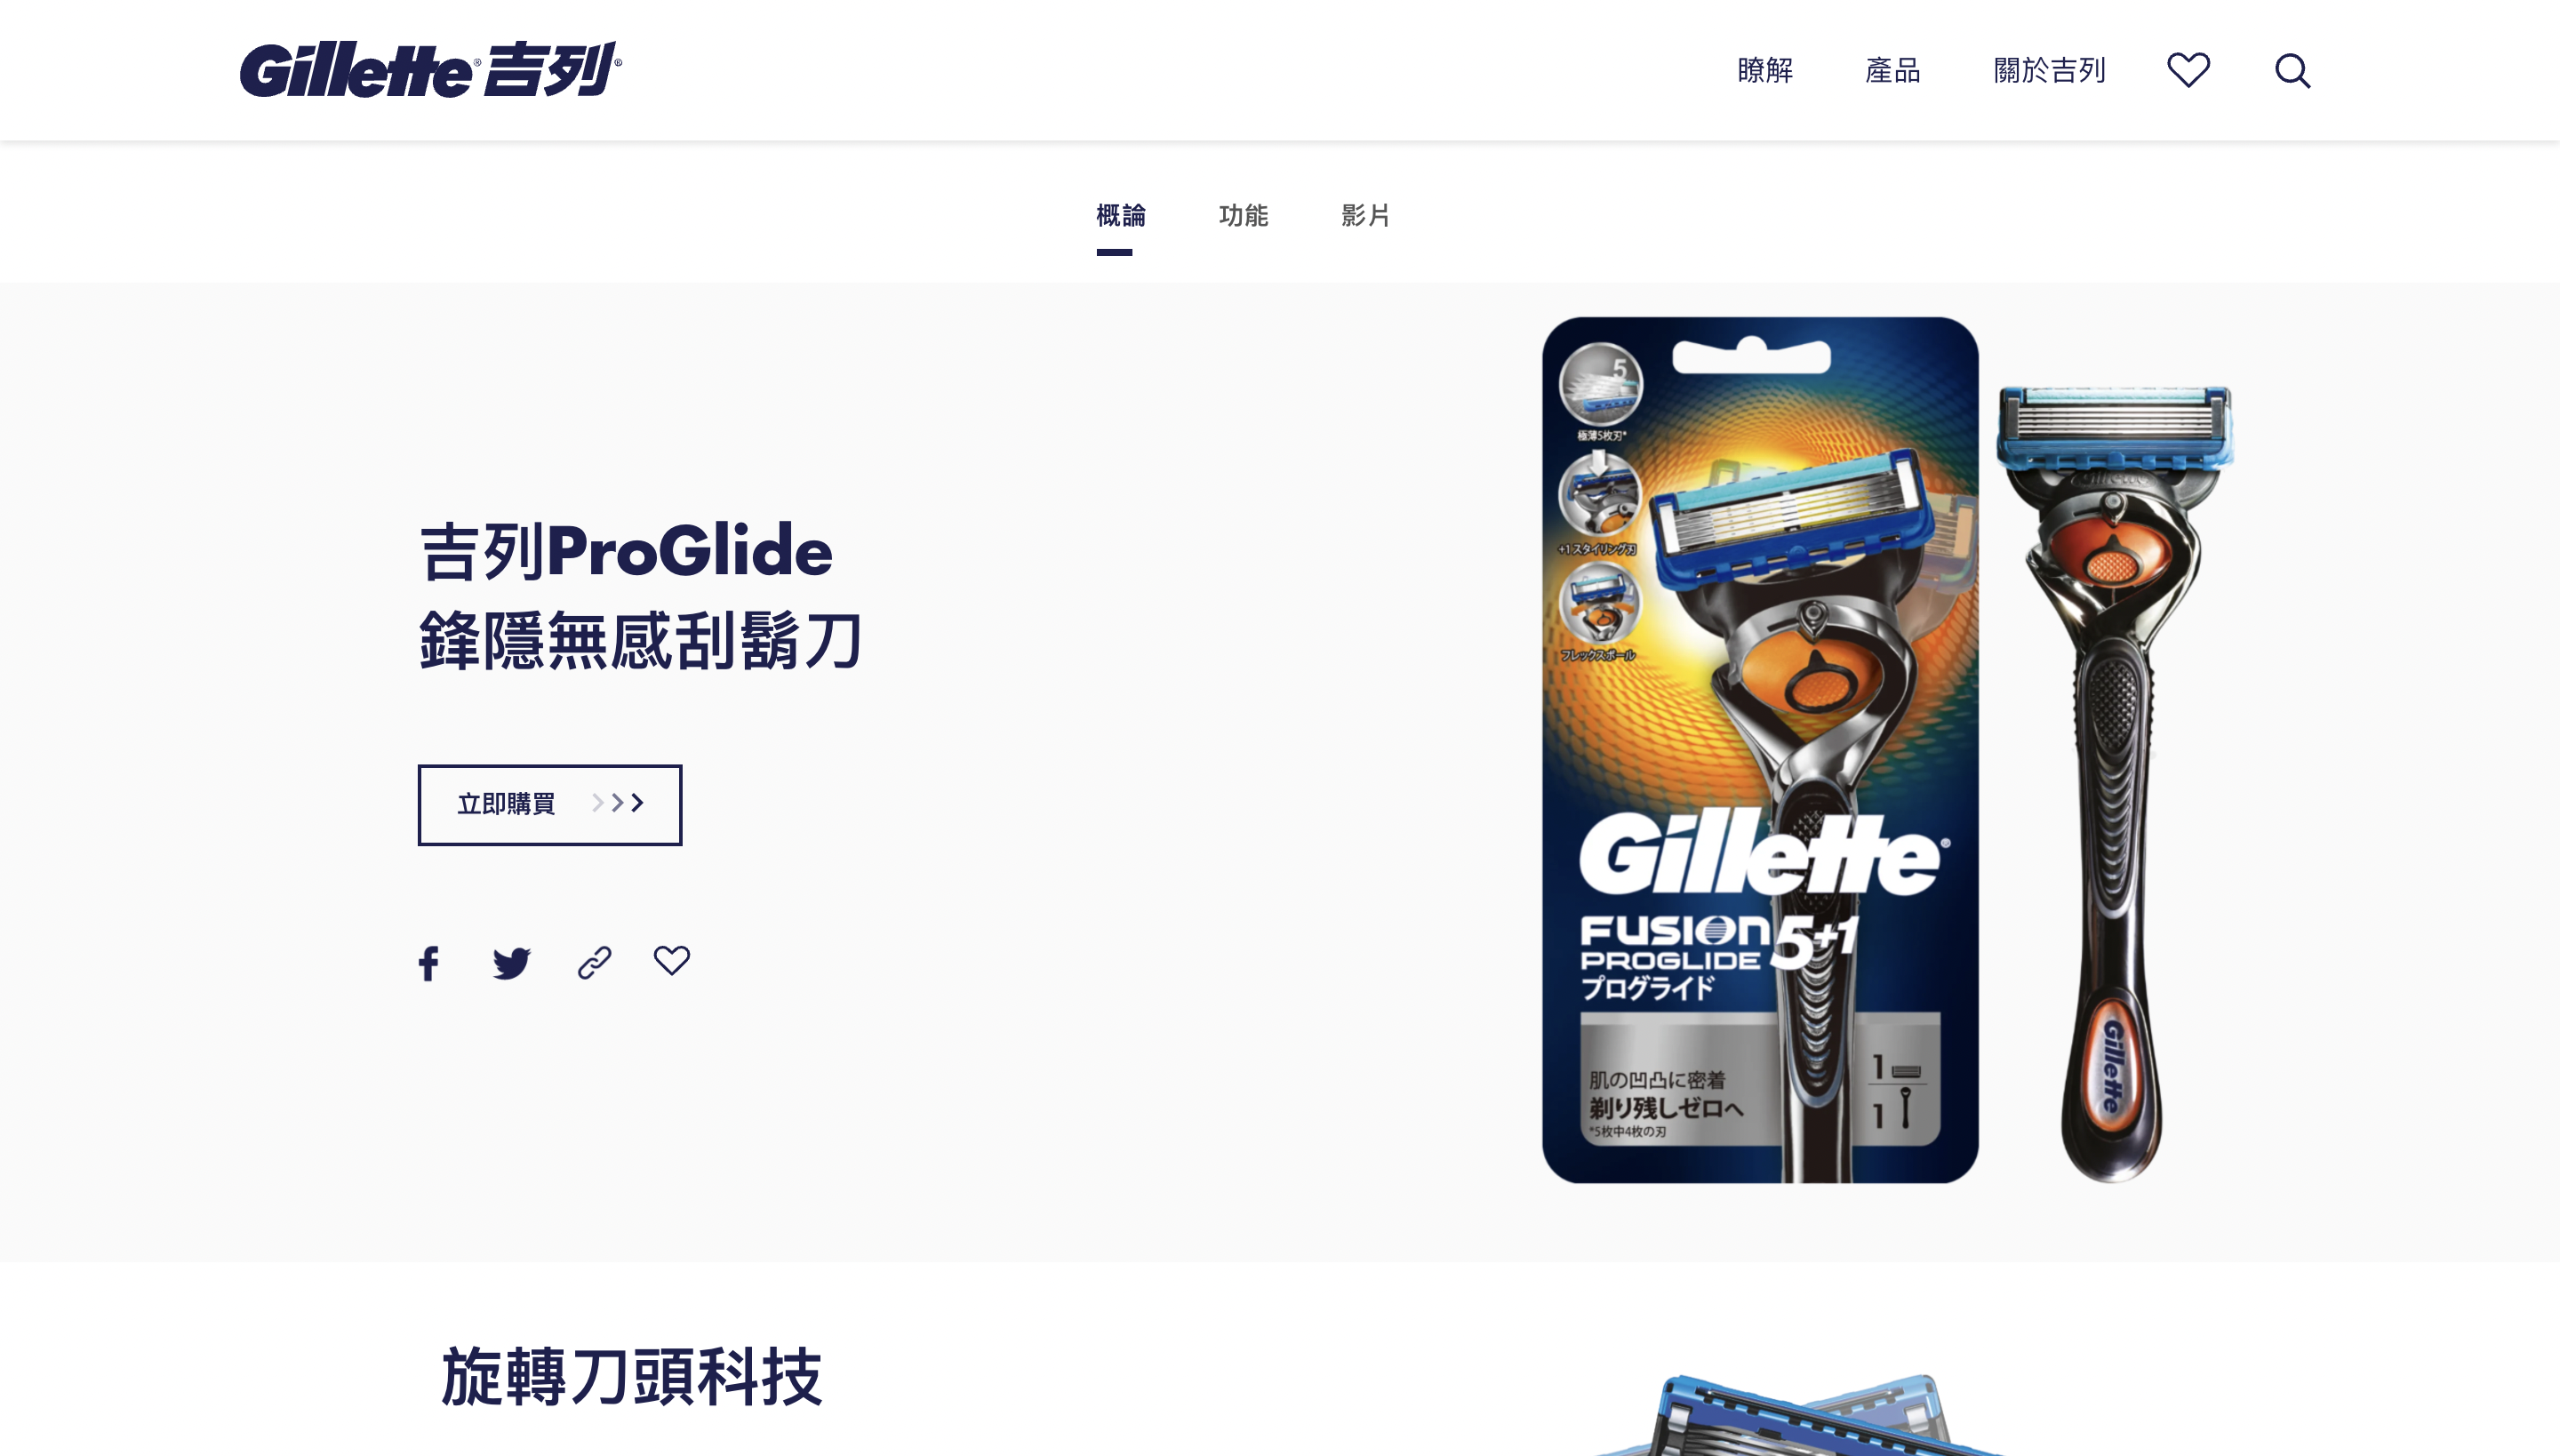 Gillette® 吉列®
瞭解 產品 關於吉列
概論 功能 影片
吉列ProGlide
鋒隱無感刮鬍刀
立即購買
5
極薄5枚刃*
+1スタイリング刃
フレックスボール
Gillette®
FUSION 5+1
PROGLIDE
プログライド
肌の凹凸に密着
剃り残しゼロへ
*5枚中4枚の刃
1
1
Gillette
Gillette
旋轉刀頭科技